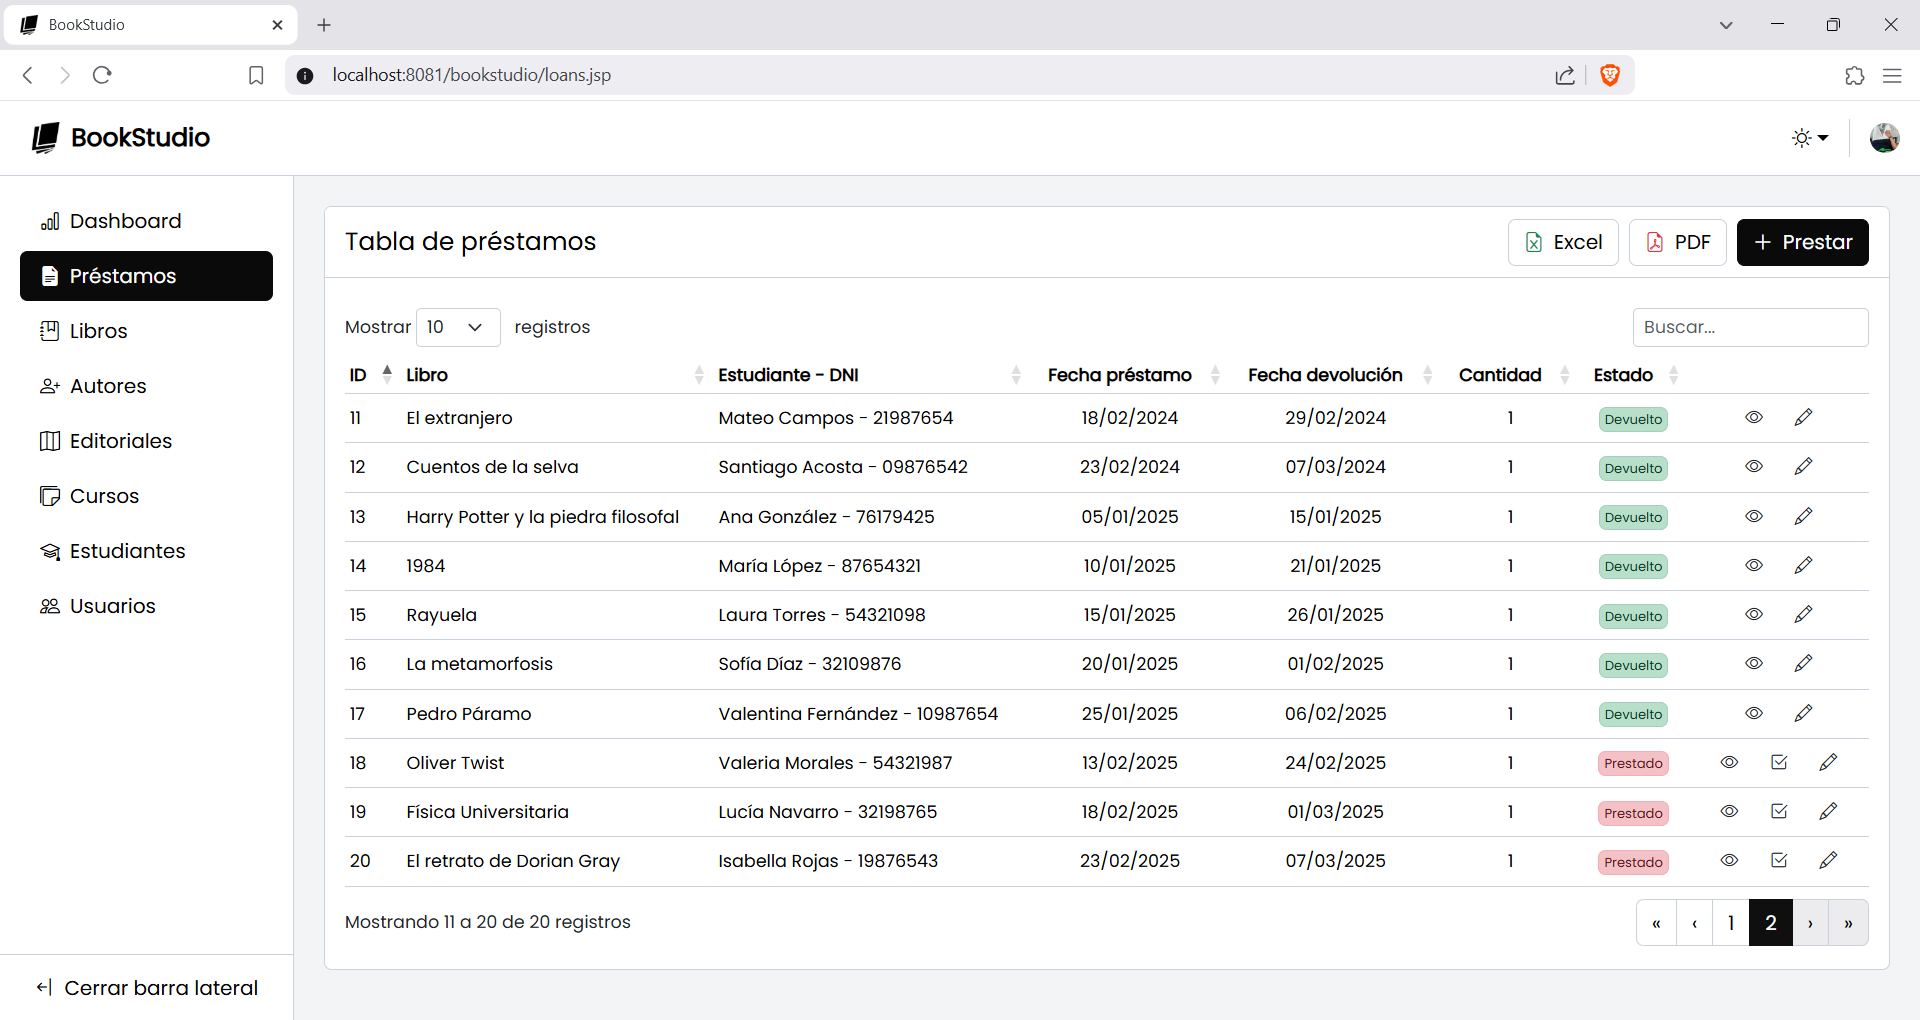 BookStudio
localhost:8081/bookstudio/loans.jsp
BookStudio
Dashboard
Préstamos
Libros
Autores
Editoriales
Cursos
Estudiantes
Usuarios
Cerrar barra lateral
Tabla de préstamos
Excel PDF + Prestar
Mostrar 10 registros Buscar...
ID Libro Estudiante - DNI Fecha préstamo Fecha devolución Cantidad Estado
11 El extranjero Mateo Campos - 21987654 18/02/2024 29/02/2024 1 Devuelto
12 Cuentos de la selva Santiago Acosta - 09876542 23/02/2024 07/03/2024 1 Devuelto
13 Harry Potter y la piedra filosofal Ana González - 76179425 05/01/2025 15/01/2025 1 Devuelto
14 1984 María López - 87654321 10/01/2025 21/01/2025 1 Devuelto
15 Rayuela Laura Torres - 54321098 15/01/2025 26/01/2025 1 Devuelto
16 La metamorfosis Sofía Díaz - 32109876 20/01/2025 01/02/2025 1 Devuelto
17 Pedro Páramo Valentina Fernández - 10987654 25/01/2025 06/02/2025 1 Devuelto
18 Oliver Twist Valeria Morales - 54321987 13/02/2025 24/02/2025 1 Prestado
19 Física Universitaria Lucía Navarro - 32198765 18/02/2025 01/03/2025 1 Prestado
20 El retrato de Dorian Gray Isabella Rojas - 19876543 23/02/2025 07/03/2025 1 Prestado
Mostrando 11 a 20 de 20 registros « ‹ 1 2 › »